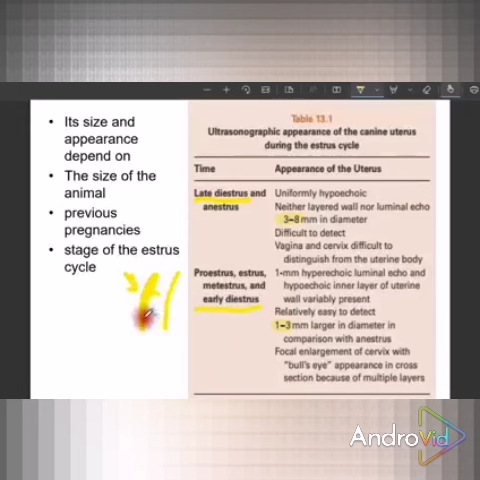 • Its size and
appearance
depend on
• The size of the
animal
• previous
pregnancies
• stage of the estrus
cycle
Table 13.1
Ultrasonographic appearance of the canine uterus
during the estrus cycle
Time
Appearance of the Uterus
Late diestrus and
anestrus
Uniformly hypoechoic
Neither layered wall nor luminal echo
3–8 mm in diameter
Difficult to detect
Vagina and cervix difficult to
distinguish from the uterine body
Proestrus, estrus,
metestrus, and
early diestrus
1-mm hyperechoic luminal echo and
hypoechoic inner layer of uterine
wall variably present
Relatively easy to detect
1–3 mm larger in diameter in
comparison with anestrus
Focal enlargement of cervix with
"bull's eye" appearance in cross
section because of multiple layers
AndroVid